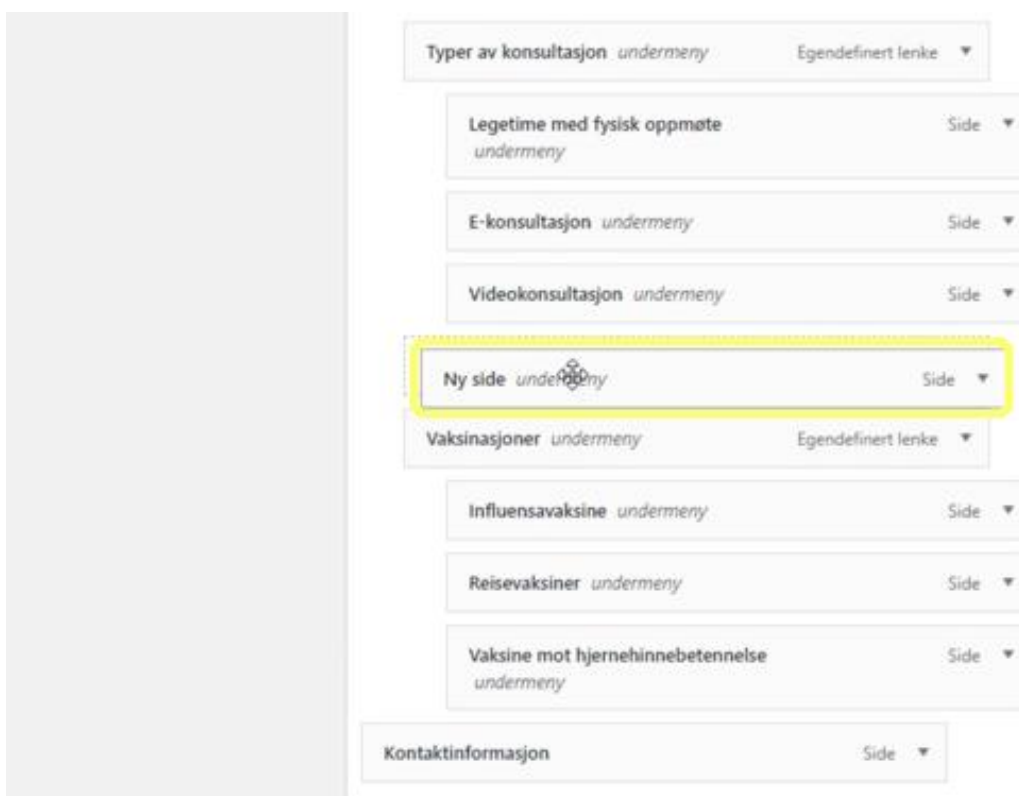 Typer av konsultasjon undermeny Egendefinert lenke
Legetime med fysisk oppmøte Side
undermeny
E-konsultasjon undermeny Side
Videokonsultasjon undermeny Side
Ny side undermeny Side
Vaksinasjoner undermeny Egendefinert lenke
Influensavaksine undermeny Side
Reisevaksiner undermeny Side
Vaksine mot hjernehinnebetennelse Side
undermeny
Kontaktinformasjon Side